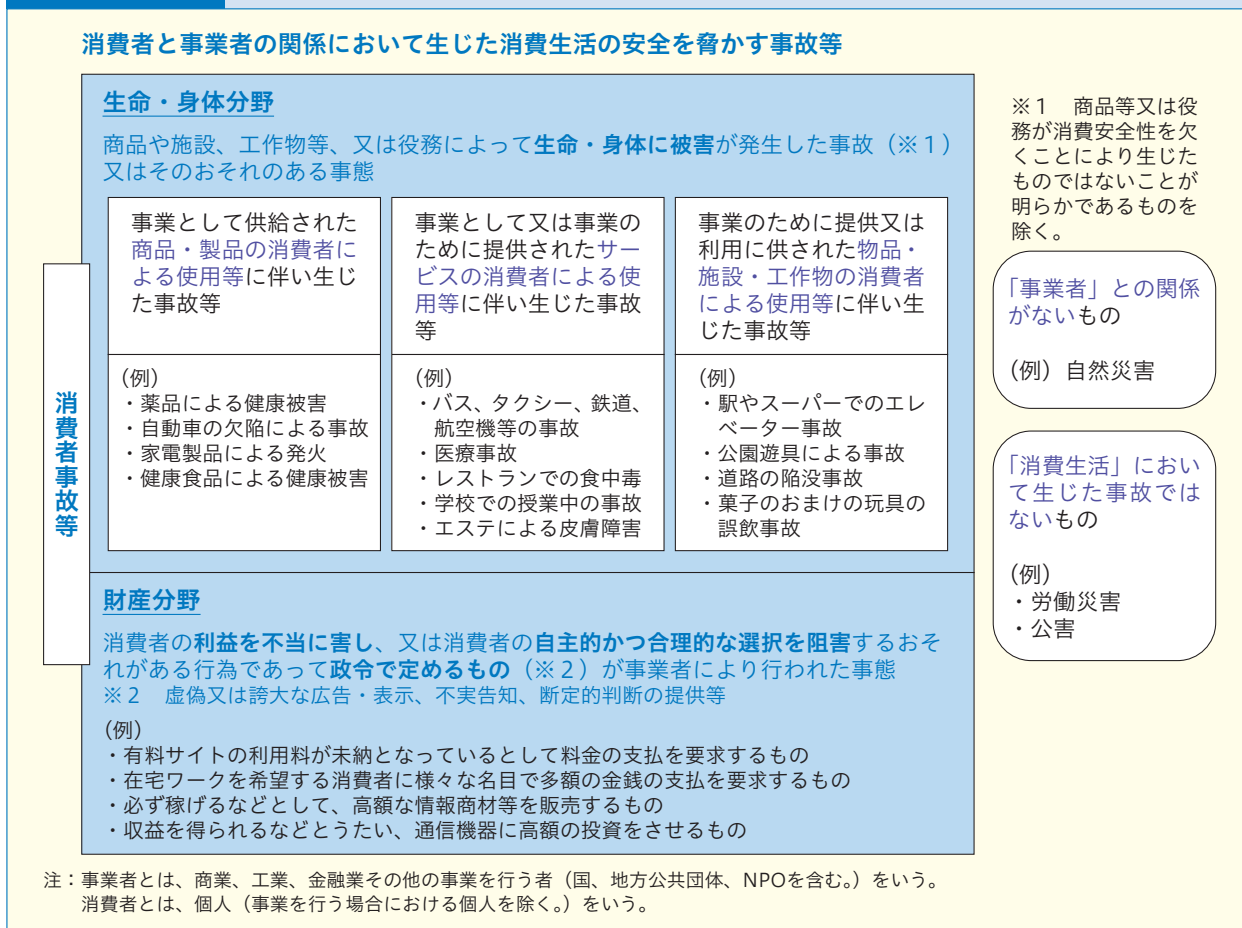 消費者と事業者の関係において生じた消費生活の安全を脅かす事故等
消費者事故等
生命・身体分野
商品や施設、工作物等、又は役務によって生命・身体に被害が発生した事故（※１）
又はそのおそれのある事態
事業として供給された
商品・製品の消費者に
よる使用等に伴い生じ
た事故等
(例)
・薬品による健康被害
・自動車の欠陥による事故
・家電製品による発火
・健康食品による健康被害
事業として又は事業の
ために提供されたサー
ビスの消費者による使
用等に伴い生じた事故
等
(例)
・バス、タクシー、鉄道、
航空機等の事故
・医療事故
・レストランでの食中毒
・学校での授業中の事故
・エステによる皮膚障害
事業のために提供又は
利用に供された物品・
施設・工作物の消費者
による使用等に伴い生
じた事故等
(例)
・駅やスーパーでのエレ
ベーター事故
・公園遊具による事故
・道路の陥没事故
・菓子のおまけの玩具の
誤飲事故
財産分野
消費者の利益を不当に害し、又は消費者の自主的かつ合理的な選択を阻害するおそ
れがある行為であって政令で定めるもの（※２）が事業者により行われた事態
※２　虚偽又は誇大な広告・表示、不実告知、断定的判断の提供等
(例)
・有料サイトの利用料が未納となっているとして料金の支払を要求するもの
・在宅ワークを希望する消費者に様々な名目で多額の金銭の支払を要求するもの
・必ず稼げるなどとして、高額な情報商材等を販売するもの
・収益を得られるなどとうたい、通信機器に高額の投資をさせるもの
※１　商品等又は役
務が消費安全性を欠
くことにより生じた
ものではないことが
明らかであるものを
除く。
「事業者」との関係
がないもの
(例) 自然災害
「消費生活」におい
て生じた事故では
ないもの
(例)
・労働災害
・公害
注：事業者とは、商業、工業、金融業その他の事業を行う者（国、地方公共団体、NPOを含む。）をいう。
消費者とは、個人（事業を行う場合における個人を除く。）をいう。